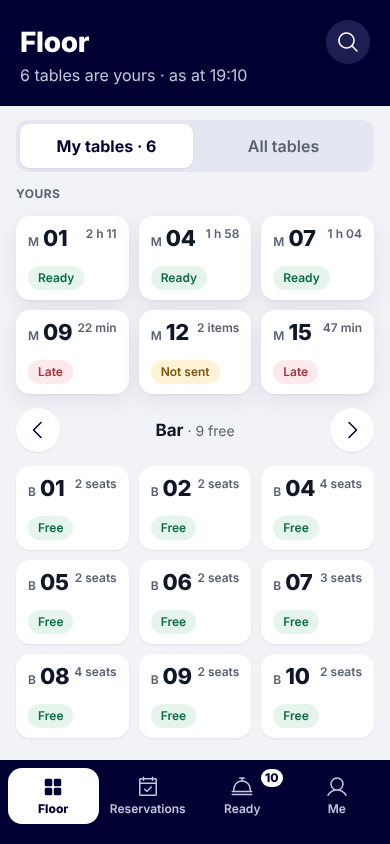 Floor
6 tables are yours · as at 19:10
My tables · 6
All tables
YOURS
M 01 2 h 11
Ready
M 04 1 h 58
Ready
M 07 1 h 04
Ready
M 09 22 min
Late
M 12 2 items
Not sent
M 15 47 min
Late
Bar · 9 free
B 01 2 seats
Free
B 02 2 seats
Free
B 04 4 seats
Free
B 05 2 seats
Free
B 06 2 seats
Free
B 07 3 seats
Free
B 08 4 seats
Free
B 09 2 seats
Free
B 10 2 seats
Free
Floor
Reservations
10
Ready
Me